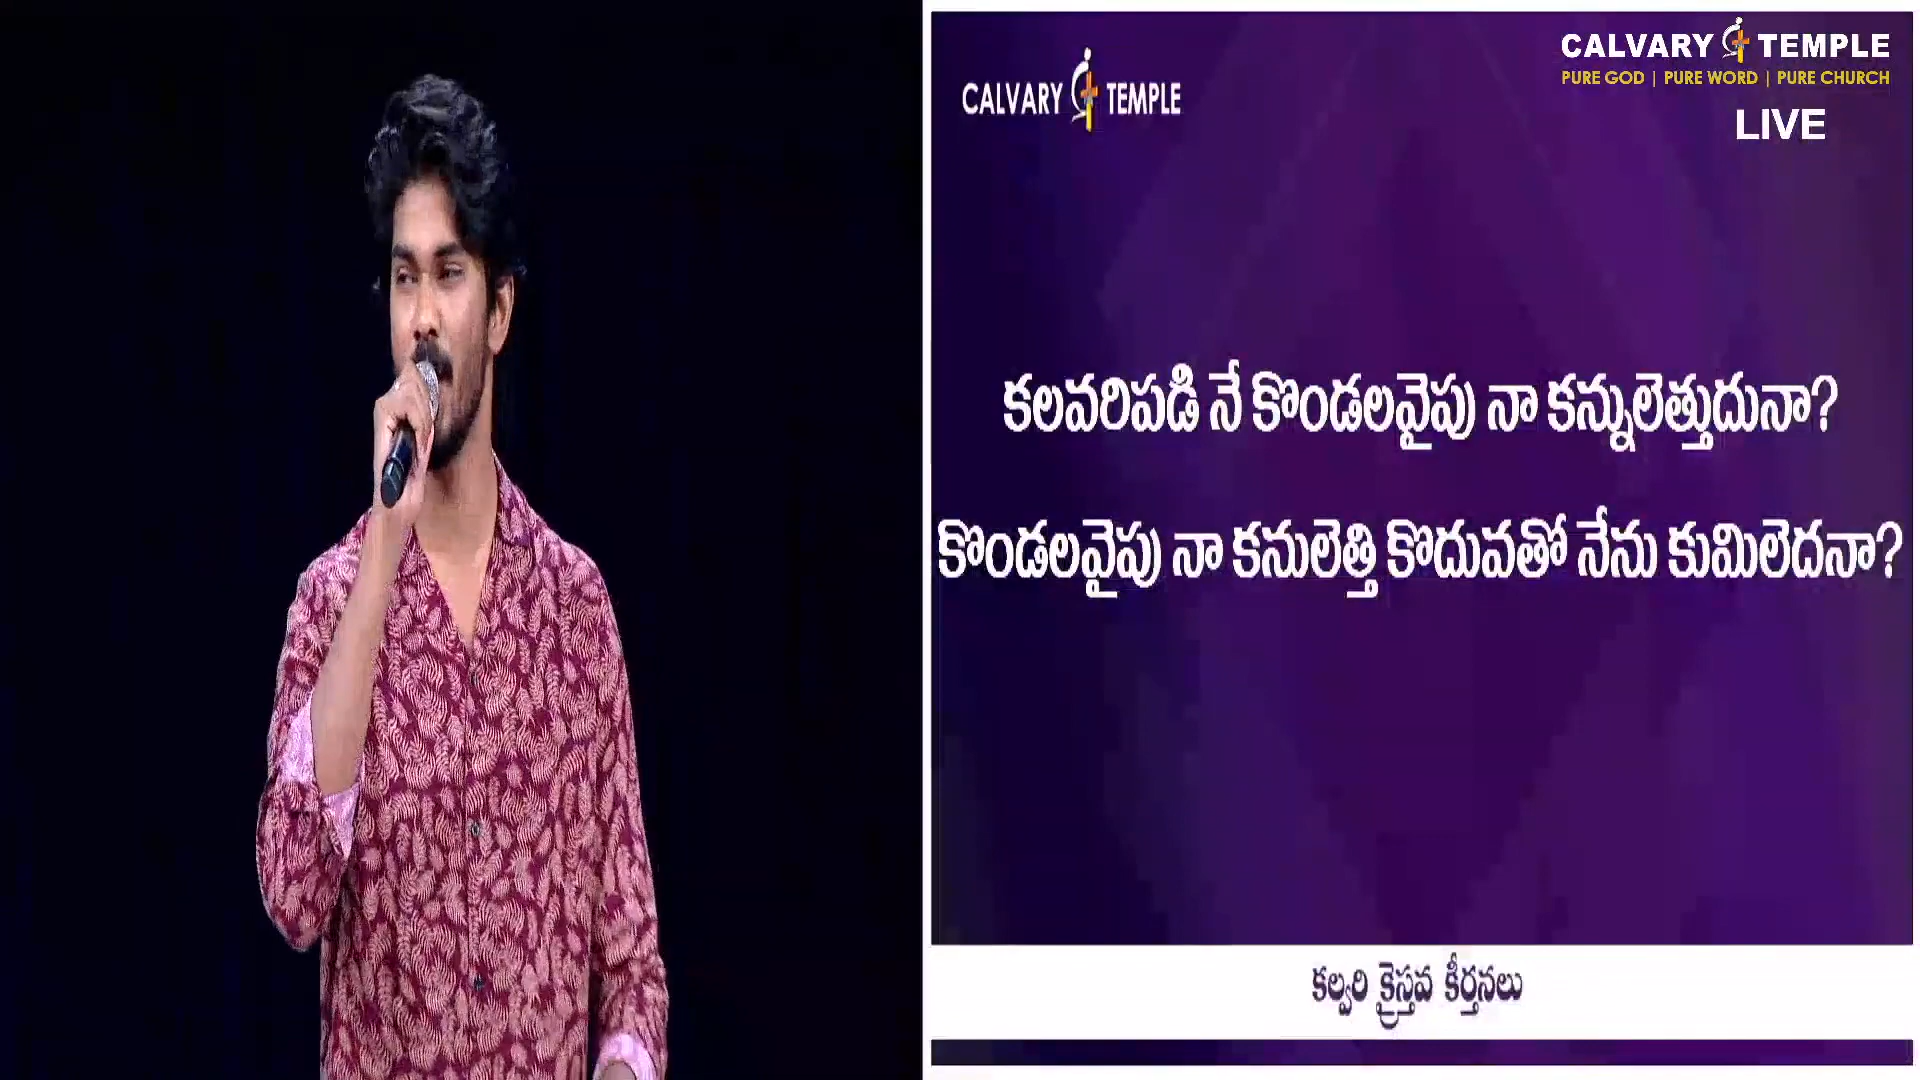 CALVARY TEMPLE
PURE GOD | PURE WORD | PURE CHURCH
LIVE
CALVARY TEMPLE
కలవరిపడి నే కొండలవైపు నా కన్నులెత్తుదునా?
కొండలవైపు నా కనులెత్తి కొదువతో నేను కుమిలెదనా?
కల్వరి క్రైస్తవ కీర్తనలు